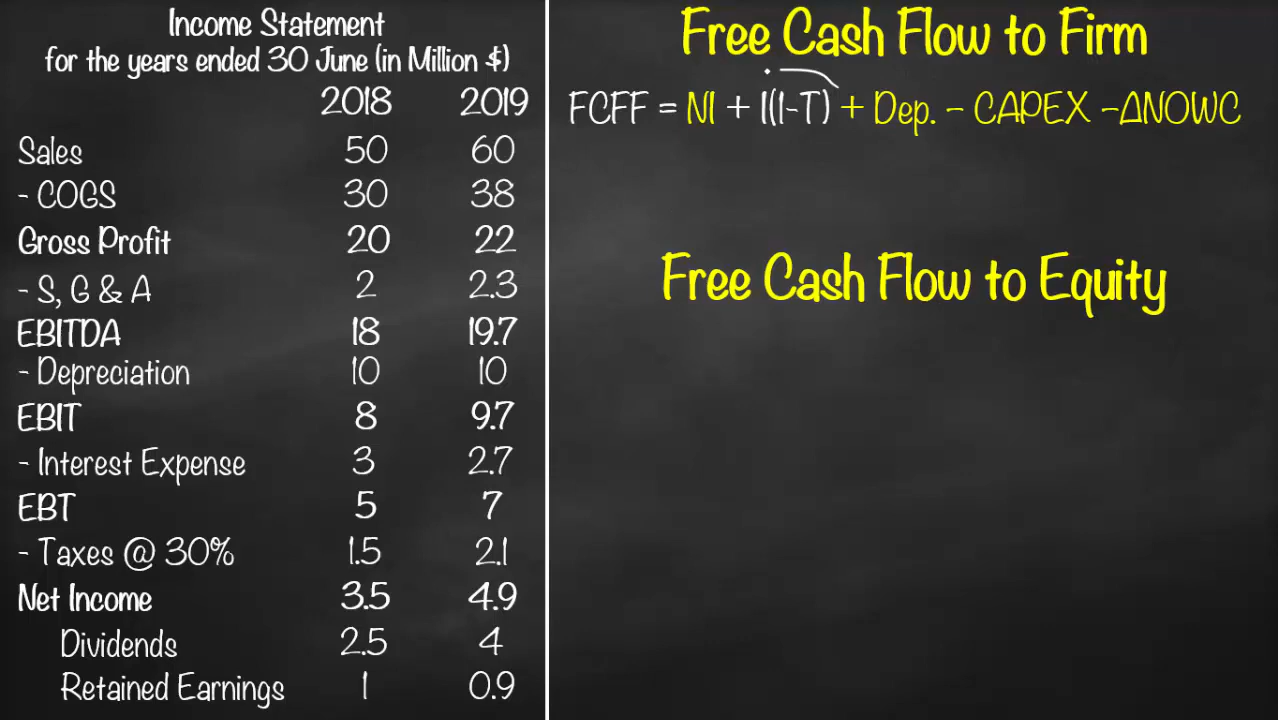 Income Statement
for the years ended 30 June (in Million $)
2018 2019
Sales 50 60
- COGS 30 38
Gross Profit 20 22
- S, G & A 2 2.3
EBITDA 18 19.7
- Depreciation 10 10
EBIT 8 9.7
- Interest Expense 3 2.7
EBT 5 7
- Taxes @ 30% 1.5 2.1
Net Income 3.5 4.9
Dividends 2.5 4
Retained Earnings 1 0.9
Free Cash Flow to Firm
FCFF = NI + I(1-T) + Dep. - CAPEX -ΔNOWC
Free Cash Flow to Equity